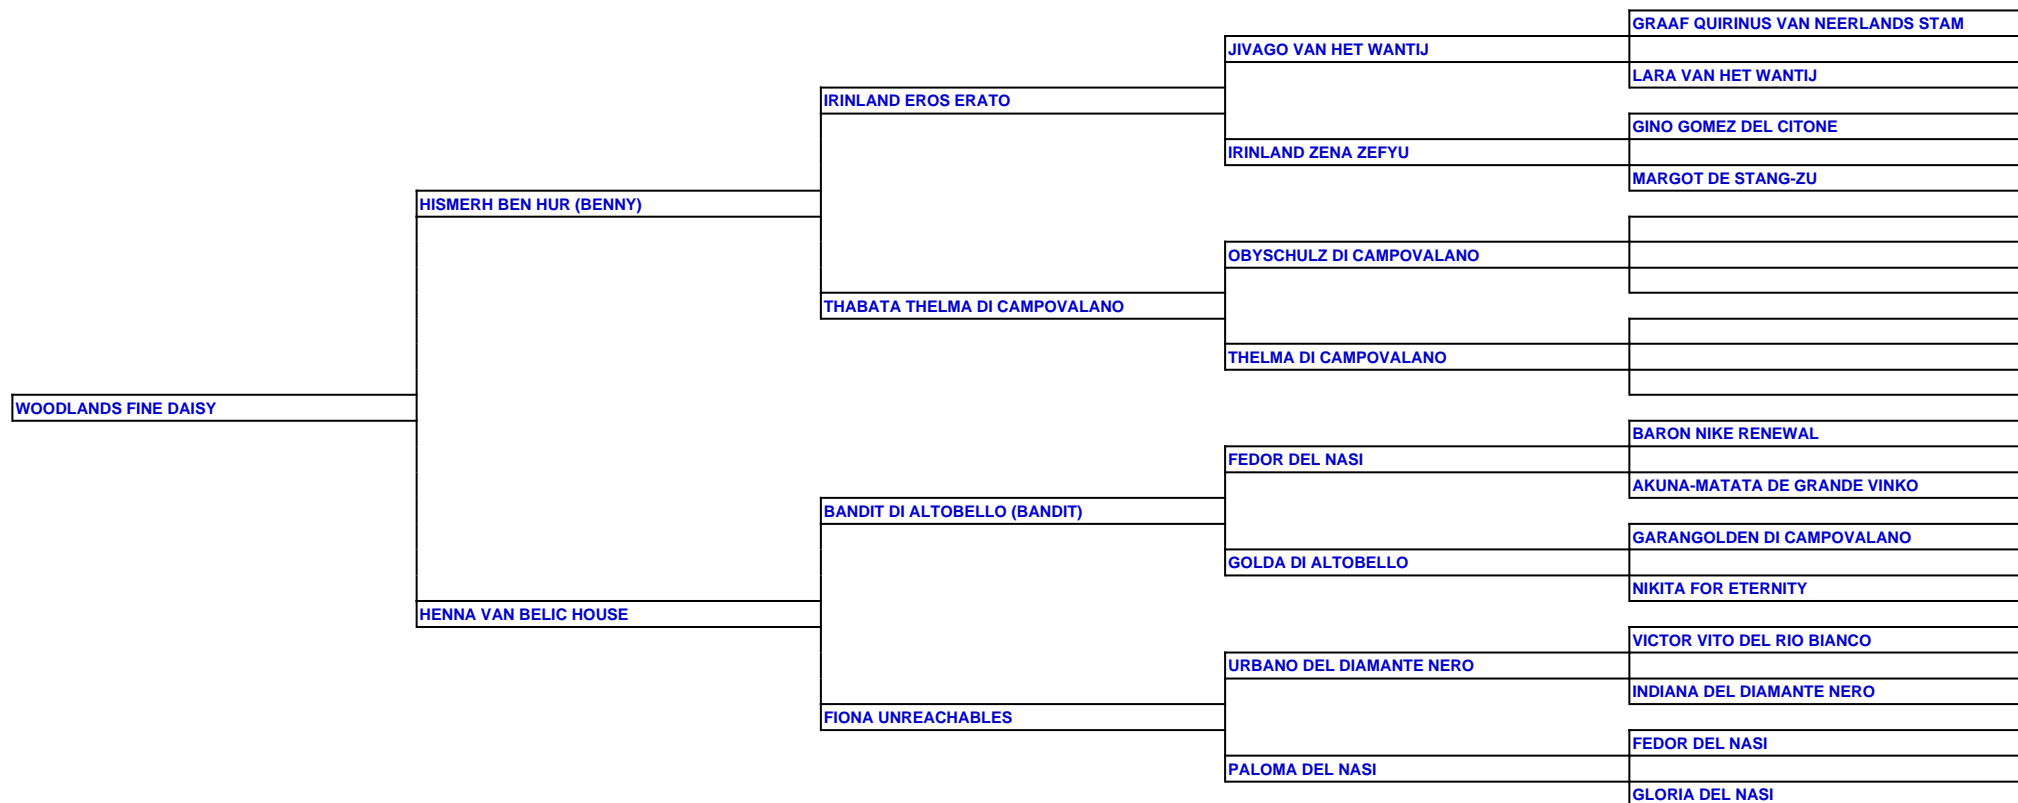 GRAAF QUIRINUS VAN NEERLANDS STAM
JIVAGO VAN HET WANTIJ
LARA VAN HET WANTIJ
IRINLAND EROS ERATO
GINO GOMEZ DEL CITONE
IRINLAND ZENA ZEFYU
MARGOT DE STANG-ZU
HISMERH BEN HUR (BENNY)
OBYSCHULZ DI CAMPOVALANO
THABATA THELMA DI CAMPOVALANO
THELMA DI CAMPOVALANO
WOODLANDS FINE DAISY
BARON NIKE RENEWAL
FEDOR DEL NASI
AKUNA-MATATA DE GRANDE VINKO
BANDIT DI ALTOBELLO (BANDIT)
GARANGOLDEN DI CAMPOVALANO
GOLDA DI ALTOBELLO
NIKITA FOR ETERNITY
HENNA VAN BELIC HOUSE
VICTOR VITO DEL RIO BIANCO
URBANO DEL DIAMANTE NERO
INDIANA DEL DIAMANTE NERO
FIONA UNREACHABLES
FEDOR DEL NASI
PALOMA DEL NASI
GLORIA DEL NASI